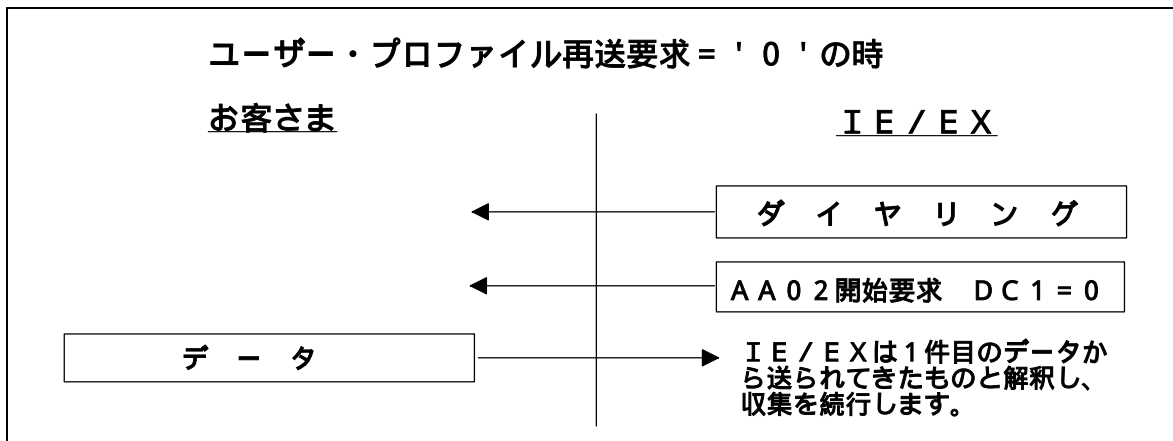 ユーザー・プロファイル再送要求＝＇０＇の時
お客さま
ＩＥ／ＥＸ
ダイヤリング
ＡＡ０２開始要求　ＤＣ１＝０
データ
ＩＥ／ＥＸは１件目のデータか
ら送られてきたものと解釈し、
収集を続行します。